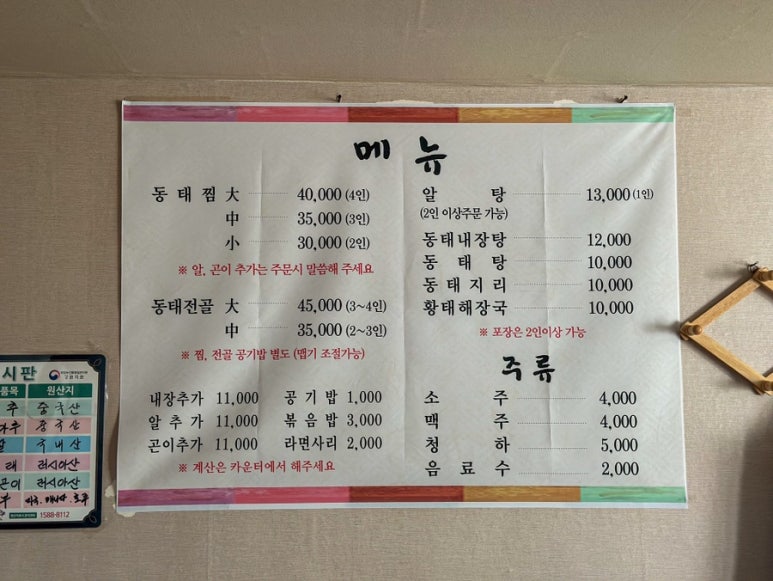 메뉴
동태찜 大 40,000 (4인)
中 35,000 (3인)
小 30,000 (2인)
※ 알, 곤이 추가는 주문시 말씀해 주세요
동태전골 大 45,000 (3~4인)
中 35,000 (2~3인)
※ 찜, 전골 공기밥 별도 (맵기 조절가능)
내장추가 11,000 공기밥 1,000
알추가 11,000 볶음밥 3,000
곤이추가 11,000 라면사리 2,000
※ 계산은 카운터에서 해주세요
알탕 13,000 (1인)
(2인 이상주문 가능)
동태내장탕 12,000
동태탕 10,000
동태지리 10,000
황태해장국 10,000
※ 포장은 2인이상 가능
주류
소주 4,000
맥주 4,000
청하 5,000
음료수 2,000
시판
품목 원산지
추 중국산
중국산
알 국내산
태 러시아산
곤이 러시아산
1588-8112